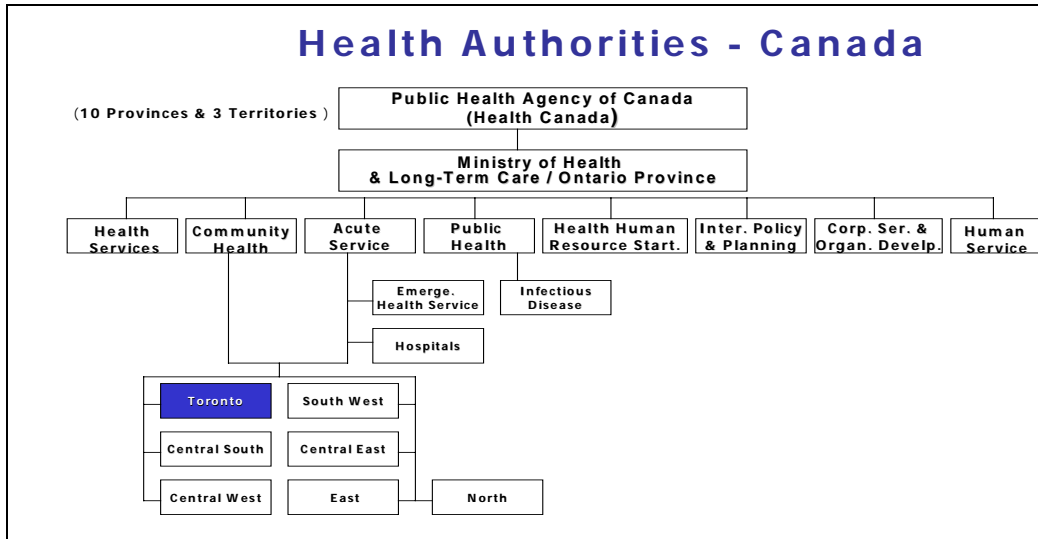 Health Authorities - Canada
(10 Provinces & 3 Territories )
Public Health Agency of Canada
(Health Canada)
Ministry of Health
& Long-Term Care / Ontario Province
Health
Services
Community
Health
Acute
Service
Public
Health
Health Human
Resource Start.
Inter. Policy
& Planning
Corp. Ser. &
Organ. Develp.
Human
Service
Emerge.
Health Service
Infectious
Disease
Hospitals
Toronto
South West
Central South
Central East
Central West
East
North